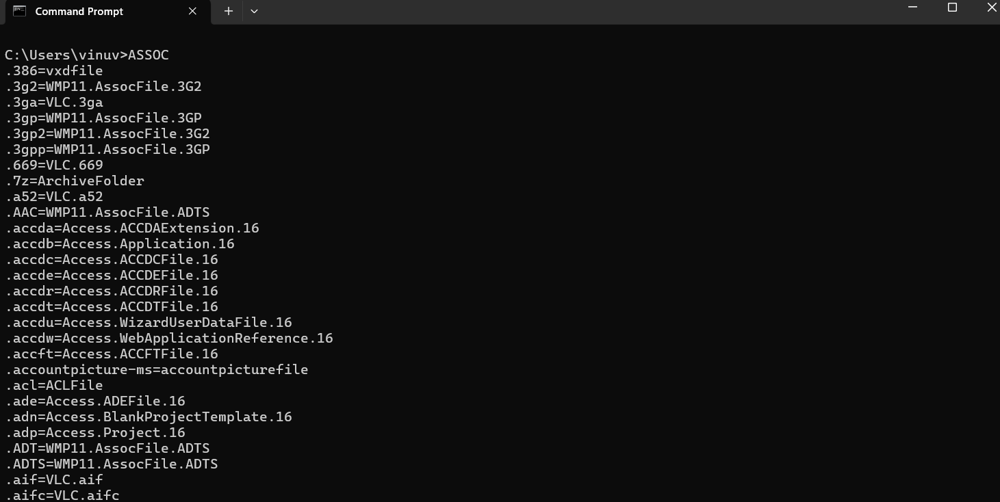 Command Prompt
C:\Users\vinuv>ASSOC
.386=vxdfile
.3g2=WMP11.AssocFile.3G2
.3ga=VLC.3ga
.3gp=WMP11.AssocFile.3GP
.3gp2=WMP11.AssocFile.3G2
.3gpp=WMP11.AssocFile.3GP
.669=VLC.669
.7z=ArchiveFolder
.a52=VLC.a52
.AAC=WMP11.AssocFile.ADTS
.accda=Access.ACCDAExtension.16
.accdb=Access.Application.16
.accdc=Access.ACCDCFile.16
.accde=Access.ACCDEFile.16
.accdr=Access.ACCDRFile.16
.accdt=Access.ACCDTFile.16
.accdu=Access.WizardUserDataFile.16
.accdw=Access.WebApplicationReference.16
.accft=Access.ACCFTFile.16
.accountpicture-ms=accountpicturefile
.acl=ACLFile
.ade=Access.ADEFile.16
.adn=Access.BlankProjectTemplate.16
.adp=Access.Project.16
.ADT=WMP11.AssocFile.ADTS
.ADTS=WMP11.AssocFile.ADTS
.aif=VLC.aif
.aifc=VLC.aifc